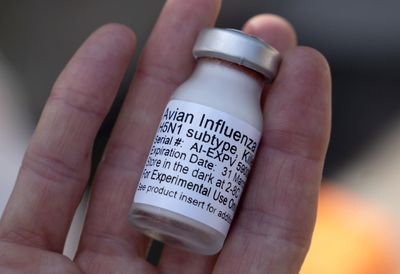 Avian Influenza
H5N1 subtype
Serial #: AI-EXPV
Expiration Date: 31
Store in the dark at 2-8
For Experimental Use
See product insert for